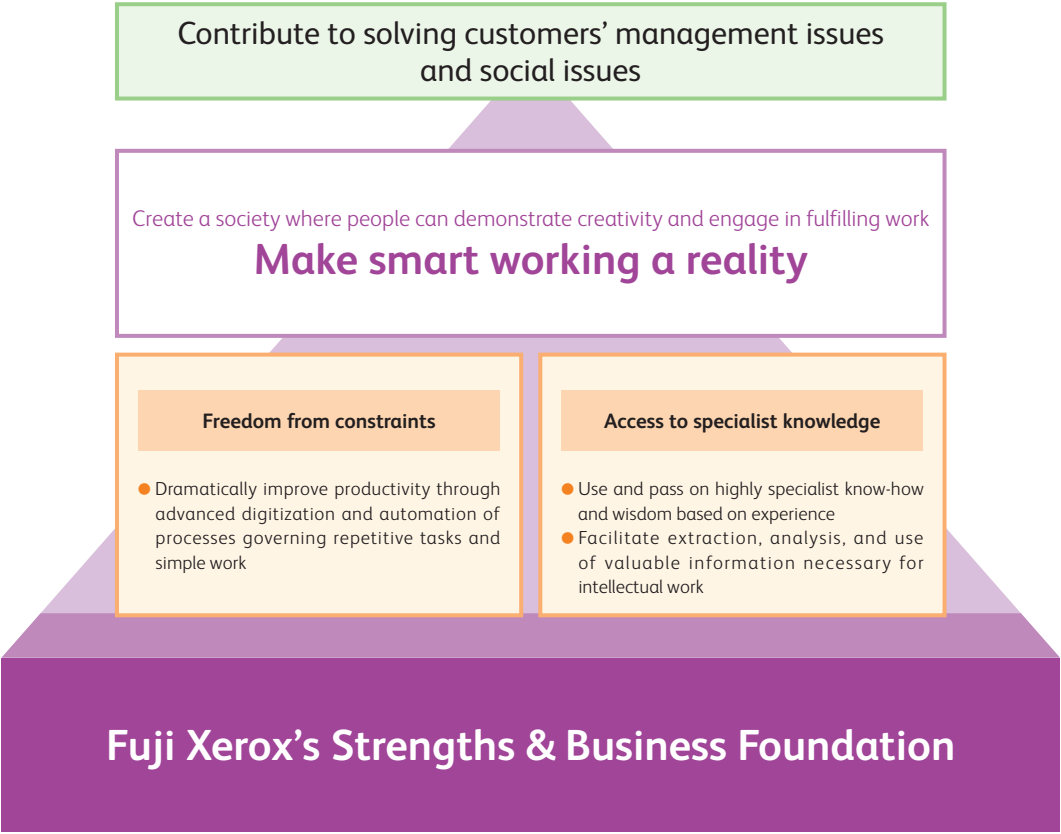 Contribute to solving customers’ management issues
and social issues
Create a society where people can demonstrate creativity and engage in fulfilling work
Make smart working a reality
Freedom from constraints
● Dramatically improve productivity through
advanced digitization and automation of
processes governing repetitive tasks and
simple work
Access to specialist knowledge
● Use and pass on highly specialist know-how
and wisdom based on experience
● Facilitate extraction, analysis, and use
of valuable information necessary for
intellectual work
Fuji Xerox’s Strengths & Business Foundation